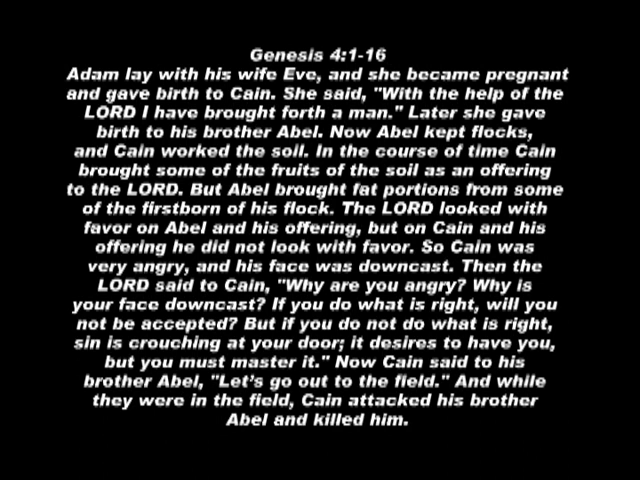 Genesis 4:1-16
Adam lay with his wife Eve, and she became pregnant
and gave birth to Cain. She said, "With the help of the
LORD I have brought forth a man." Later she gave
birth to his brother Abel. Now Abel kept flocks,
and Cain worked the soil. In the course of time Cain
brought some of the fruits of the soil as an offering
to the LORD. But Abel brought fat portions from some
of the firstborn of his flock. The LORD looked with
favor on Abel and his offering, but on Cain and his
offering he did not look with favor. So Cain was
very angry, and his face was downcast. Then the
LORD said to Cain, "Why are you angry? Why is
your face downcast? If you do what is right, will you
not be accepted? But if you do not do what is right,
sin is crouching at your door; it desires to have you,
but you must master it." Now Cain said to his
brother Abel, "Let's go out to the field." And while
they were in the field, Cain attacked his brother
Abel and killed him.